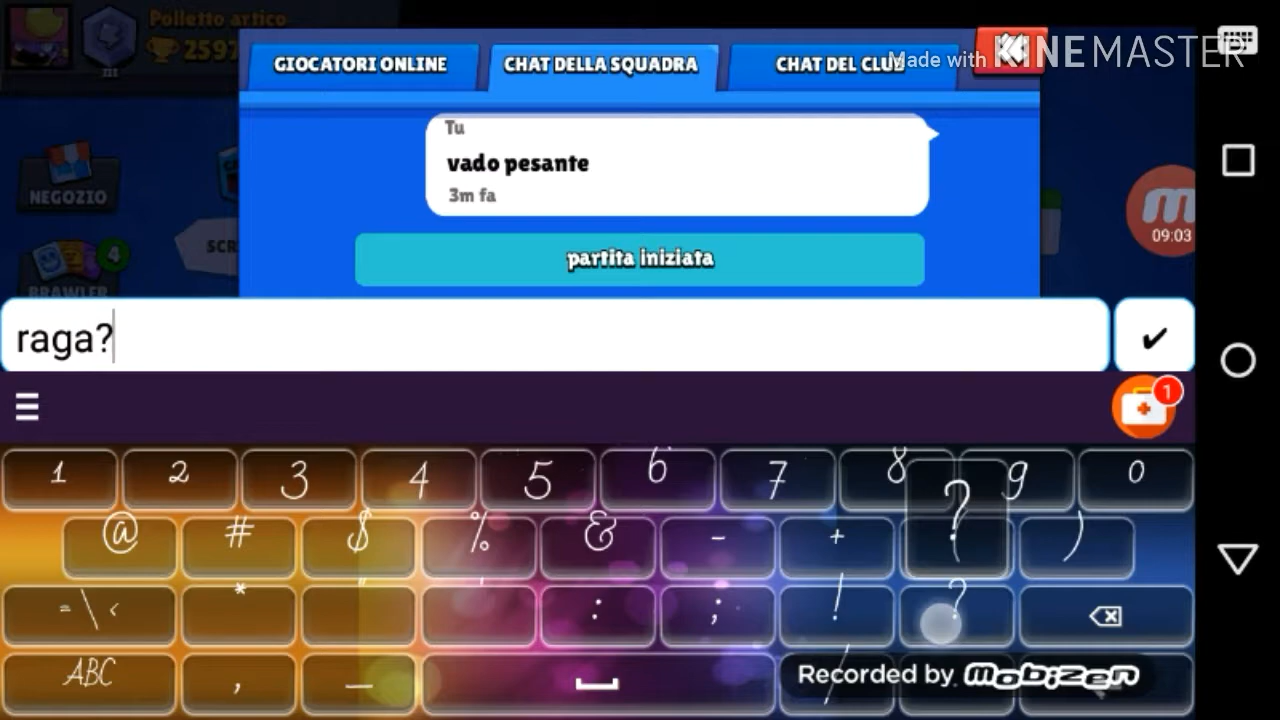 Polletto artico
2597
III
GIOCATORI ONLINE
CHAT DELLA SQUADRA
CHAT DEL CLUB
Made with KINEMASTER
Tu
vado pesante
3m fa
NEGOZIO
SCR
4
BRAWLER
partita iniziata
09:03
raga?
✔
1
1 2 3 4 5 6 7 8 9 0
@ # $ % & - + ? )
= \ < * " ' : ; ! ?
ABC , _ /
Recorded by mobizen